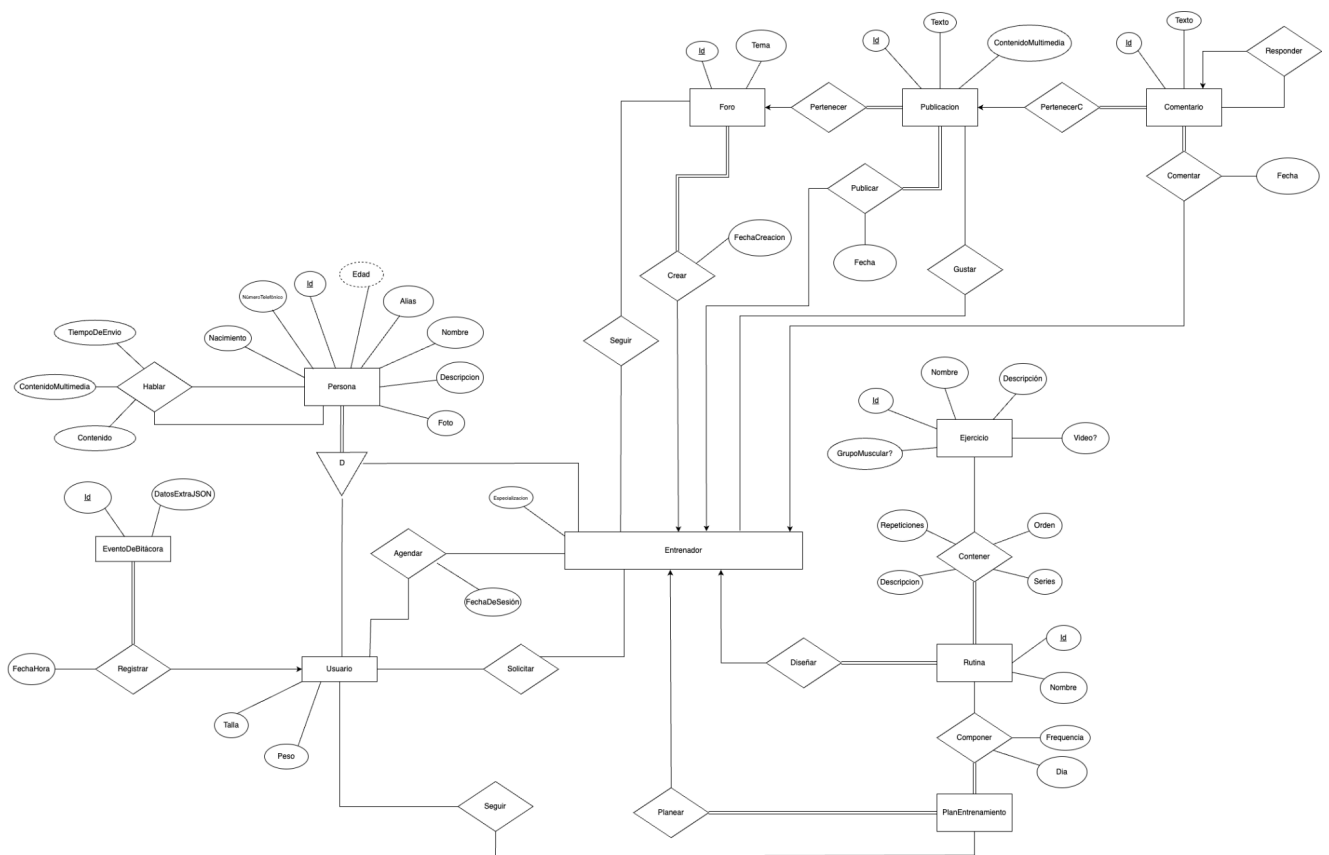 Texto
Texto
Id
Tema
Id
ContenidoMultimedia
Id
Responder
Foro
Pertenecer
Publicacion
PertenecerC
Comentario
Publicar
Comentar
Fecha
FechaCreacion
Fecha
Crear
Gustar
Edad
Id
NúmeroTelefónico
Alias
TiempoDeEnvio
Nacimiento
Nombre
Seguir
Hablar
ContenidoMultimedia
Persona
Descripcion
Foto
Contenido
Nombre
Descripción
Id
Ejercicio
Video?
GrupoMuscular?
D
Id
DatosExtraJSON
Especializacion
Repeticiones
Orden
EventoDeBitácora
Agendar
Entrenador
Contener
Descripcion
Series
FechaDeSesión
Id
FechaHora
Registrar
Usuario
Solicitar
Diseñar
Rutina
Nombre
Talla
Peso
Componer
Frequencia
Dia
Seguir
Planear
PlanEntrenamiento